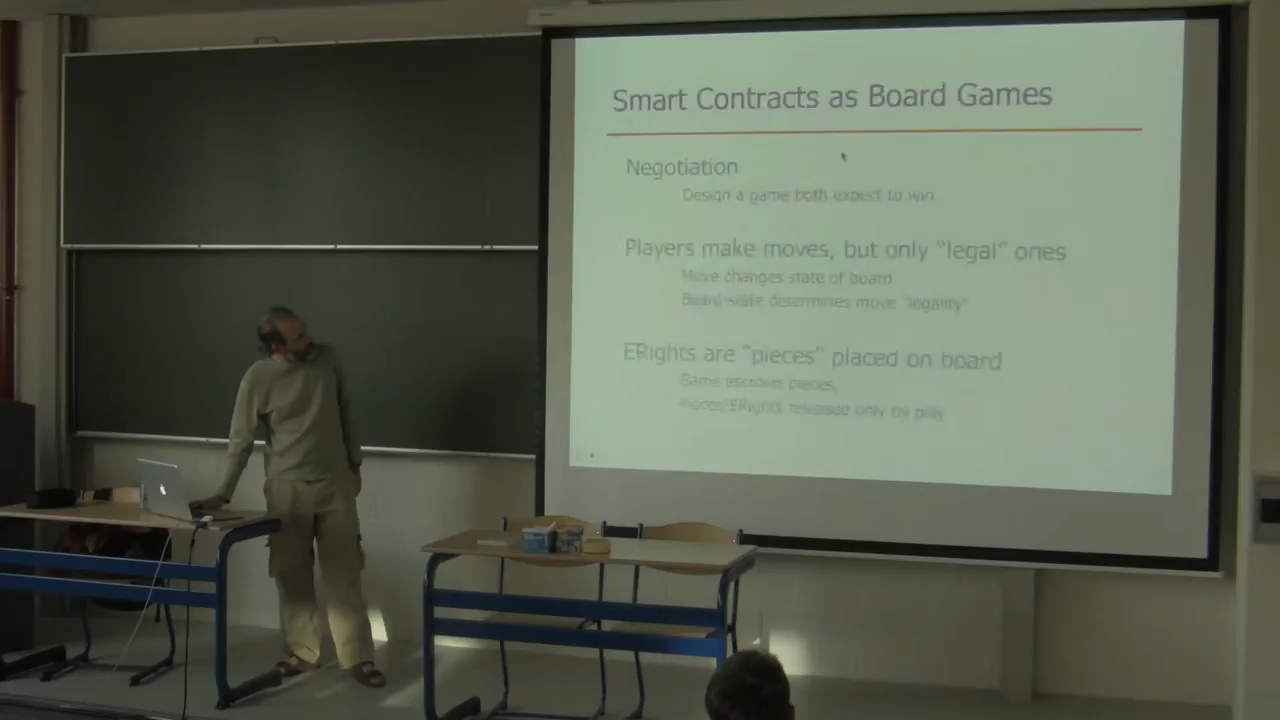 Smart Contracts as Board Games
Negotiation
Design a game both expect to win
Players make moves, but only "legal" ones
Move changes state of board
Board state determines move "legality"
ERights are "pieces" placed on board
Game escrows pieces,
Pieces/ERights released only by play